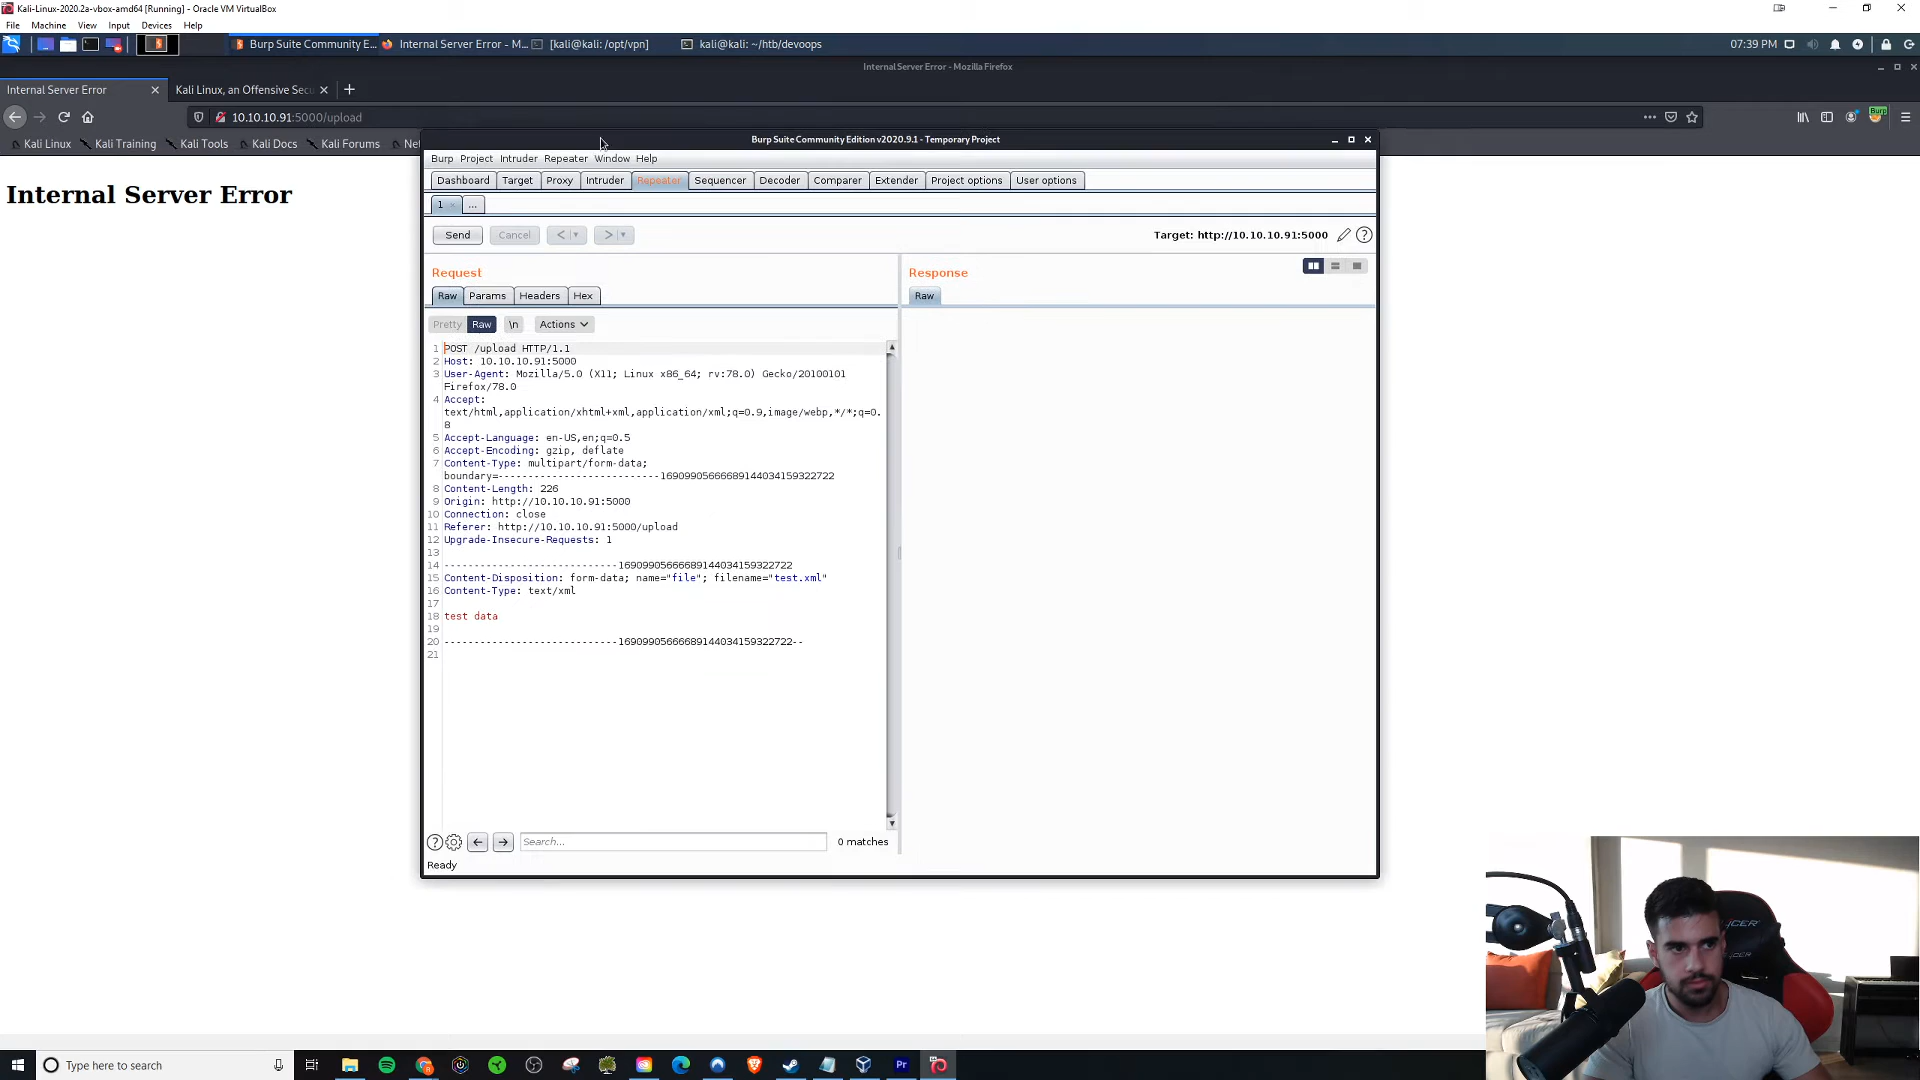 Kali-Linux-2020.2a-vbox-amd64 [Running] - Oracle VM VirtualBox
File Machine View Input Devices Help
Burp Suite Community E... Internal Server Error - M... [kali@kali: /opt/vpn] kali@kali: ~/htb/devoops 07:39 PM
Internal Server Error - Mozilla Firefox
Internal Server Error Kali Linux, an Offensive Secu
10.10.10.91:5000/upload Burp
Kali Linux Kali Training Kali Tools Kali Docs Kali Forums Net
Burp Suite Community Edition v2020.9.1 - Temporary Project
Burp Project Intruder Repeater Window Help
Dashboard Target Proxy Intruder Repeater Sequencer Decoder Comparer Extender Project options User options
Internal Server Error
1 × ...
Send Cancel < > Target: http://10.10.10.91:5000
Request Response
Raw Params Headers Hex Raw
Pretty Raw \n Actions
1 POST /upload HTTP/1.1
2 Host: 10.10.10.91:5000
3 User-Agent: Mozilla/5.0 (X11; Linux x86_64; rv:78.0) Gecko/20100101
Firefox/78.0
4 Accept:
text/html,application/xhtml+xml,application/xml;q=0.9,image/webp,*/*;q=0.
8
5 Accept-Language: en-US,en;q=0.5
6 Accept-Encoding: gzip, deflate
7 Content-Type: multipart/form-data;
boundary=---------------------------16909905666689144034159322722
8 Content-Length: 226
9 Origin: http://10.10.10.91:5000
10 Connection: close
11 Referer: http://10.10.10.91:5000/upload
12 Upgrade-Insecure-Requests: 1
13
14 -----------------------------16909905666689144034159322722
15 Content-Disposition: form-data; name="file"; filename="test.xml"
16 Content-Type: text/xml
17
18 test data
19
20 -----------------------------16909905666689144034159322722--
21
Search... 0 matches
Ready
Type here to search Pr